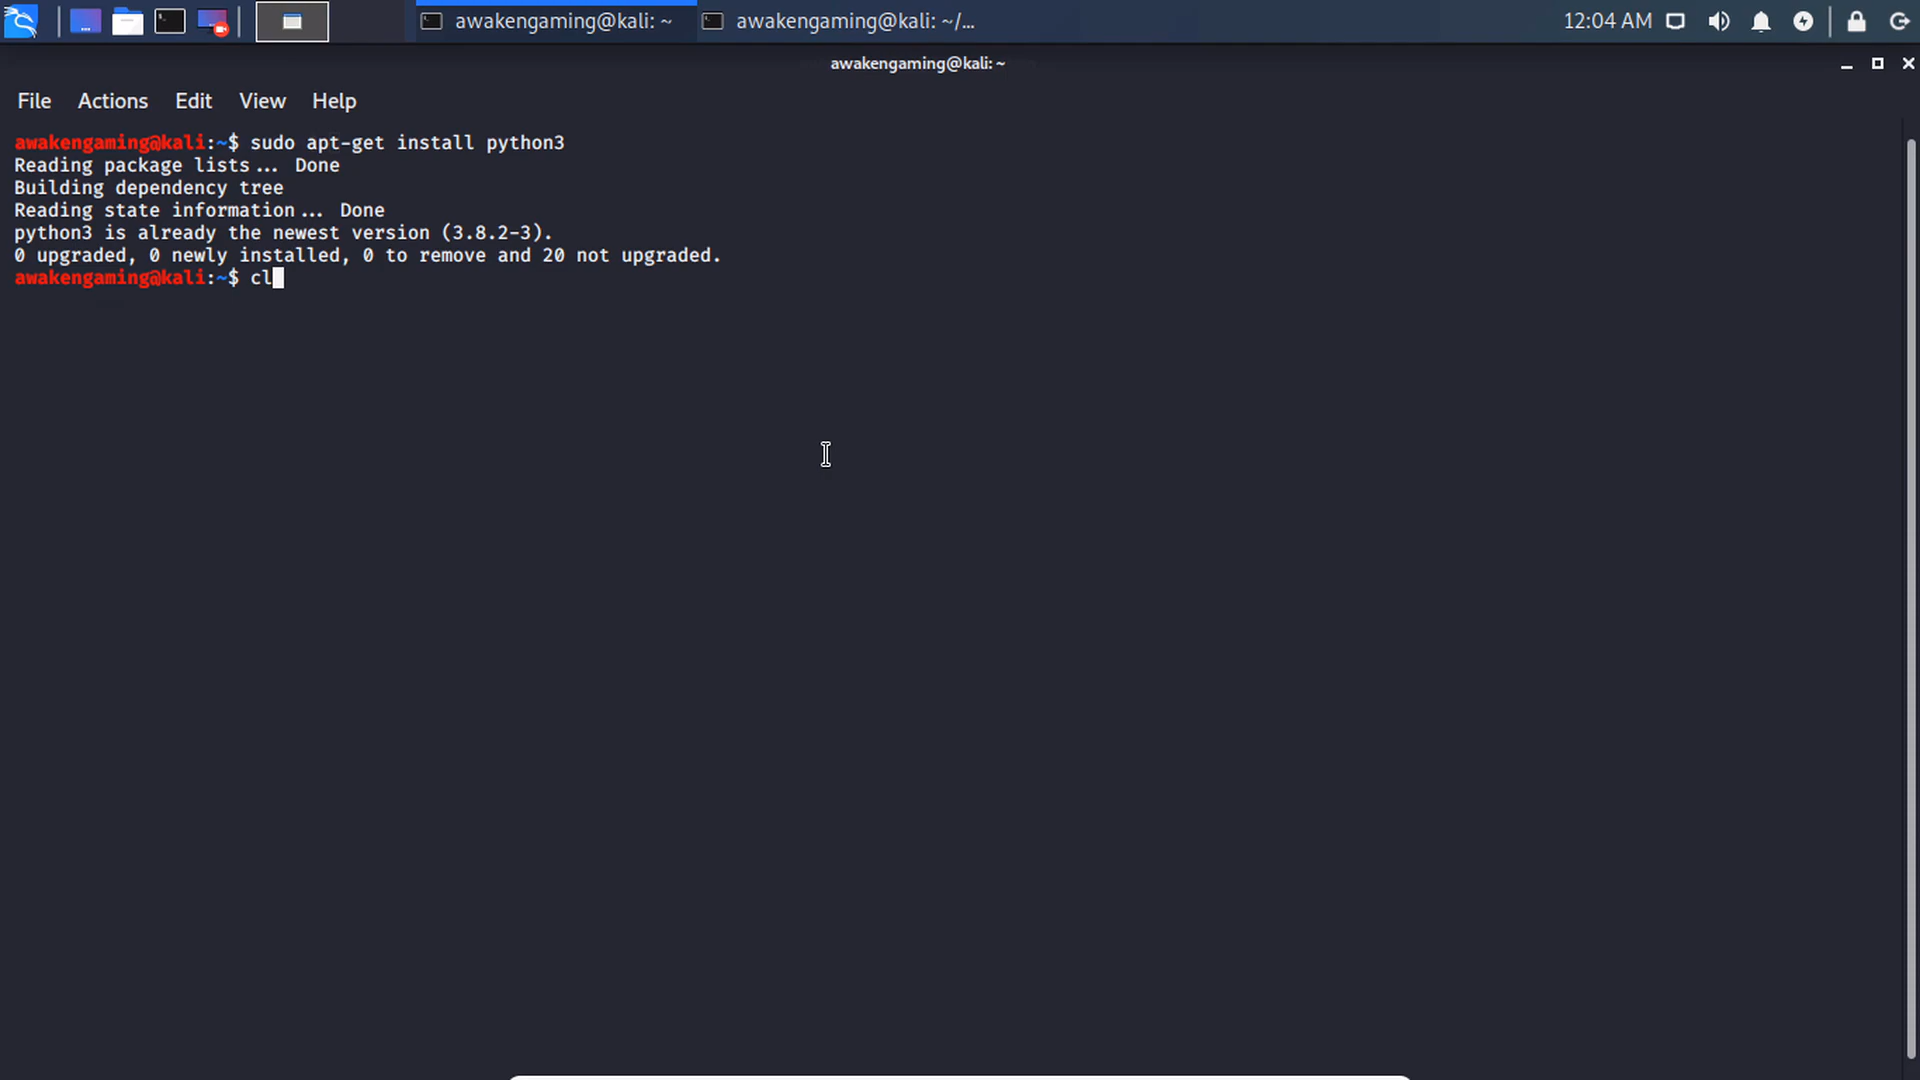 awakengaming@kali: ~
awakengaming@kali: ~/...
12:04 AM
awakengaming@kali: ~
File Actions Edit View Help
awakengaming@kali:~$ sudo apt-get install python3
Reading package lists... Done
Building dependency tree
Reading state information... Done
python3 is already the newest version (3.8.2-3).
0 upgraded, 0 newly installed, 0 to remove and 20 not upgraded.
awakengaming@kali:~$ cl